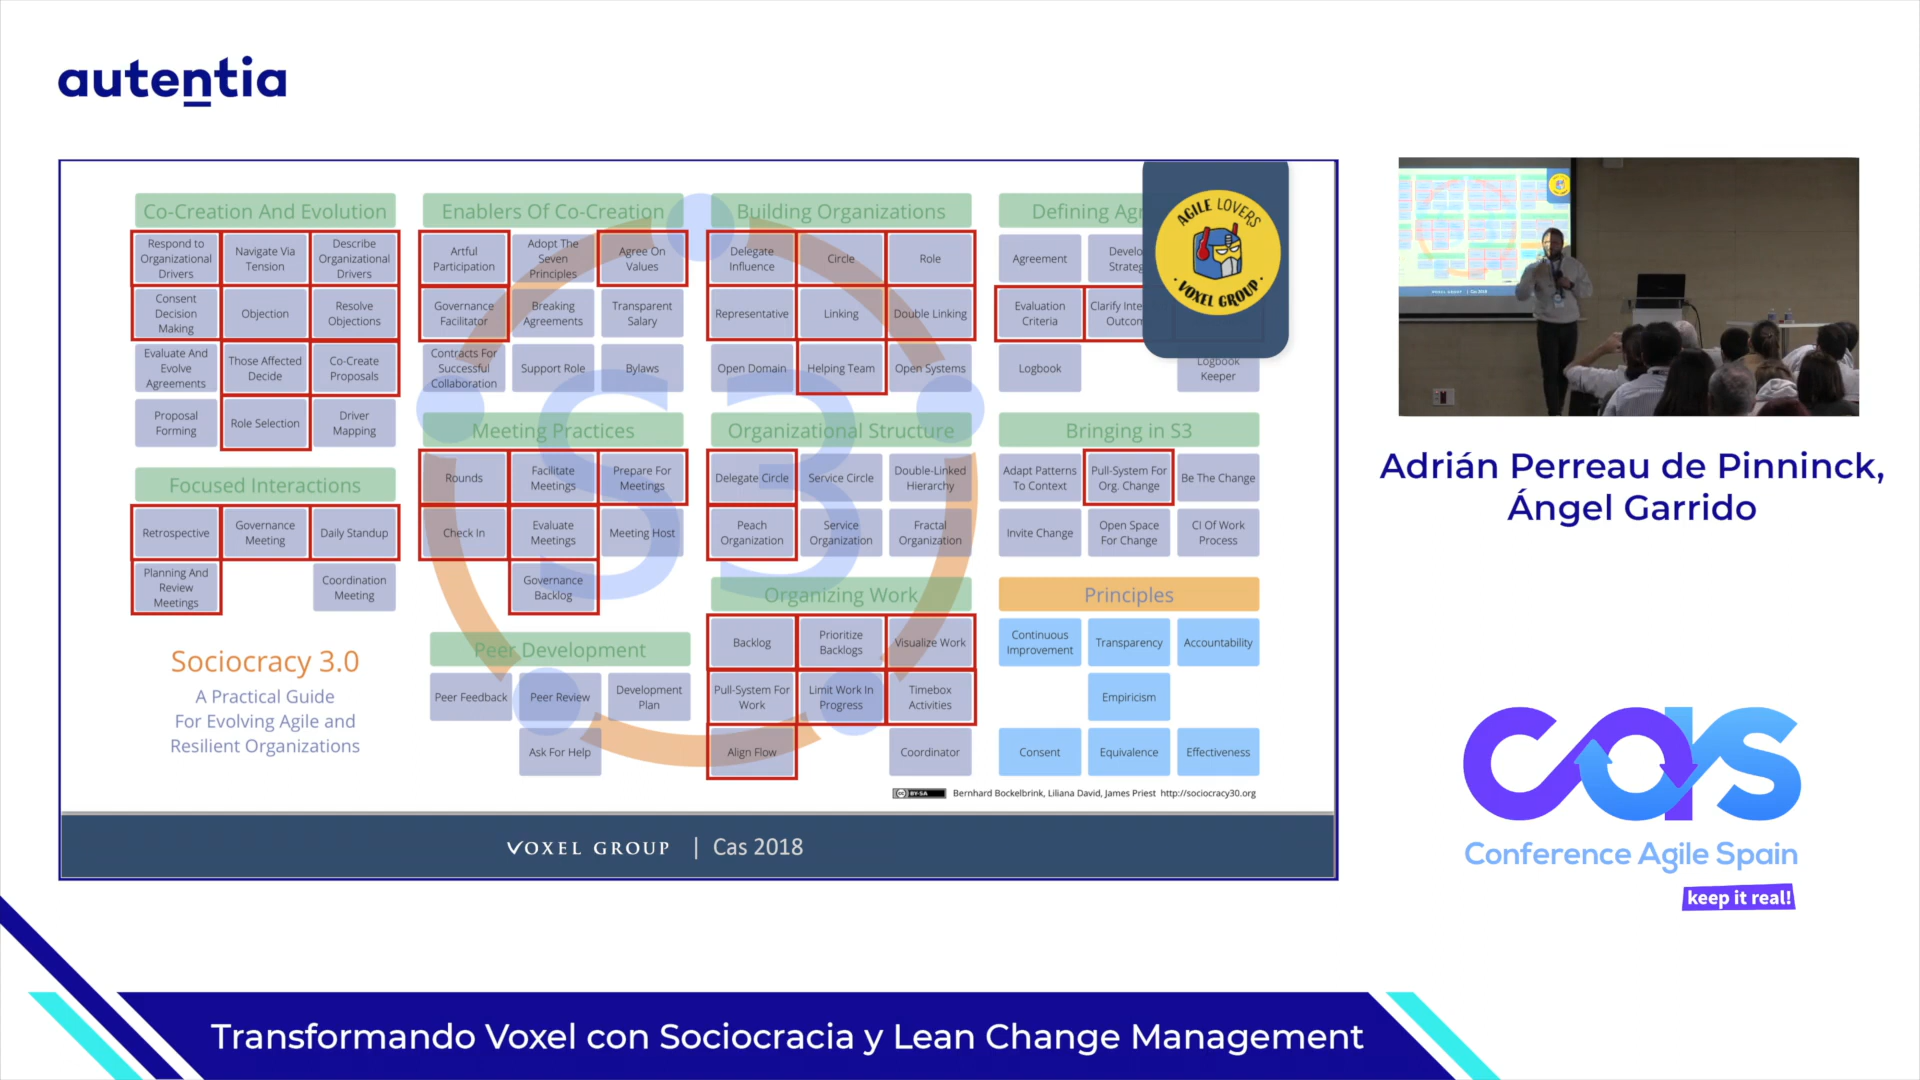 autentia
Co-Creation And Evolution
Respond to
Organizational
Drivers
Navigate Via
Tension
Describe
Organizational
Drivers
Consent
Decision
Making
Objection
Resolve
Objections
Evaluate And
Evolve
Agreements
Those Affected
Decide
Co-Create
Proposals
Proposal
Forming
Role Selection
Driver
Mapping
Focused Interactions
Retrospective
Governance
Meeting
Daily Standup
Planning And
Review
Meetings
Coordination
Meeting
Sociocracy 3.0
A Practical Guide
For Evolving Agile and
Resilient Organizations
Enablers Of Co-Creation
Artful
Participation
Adopt The
Seven
Principles
Agree On
Values
Governance
Facilitator
Breaking
Agreements
Transparent
Salary
Contracts For
Successful
Collaboration
Support Role
Bylaws
Meeting Practices
Rounds
Facilitate
Meetings
Prepare For
Meetings
Check In
Evaluate
Meetings
Meeting Host
Governance
Backlog
Peer Development
Peer Feedback
Peer Review
Development
Plan
Ask For Help
S3
Building Organizations
Delegate
Influence
Circle
Role
Representative
Linking
Double Linking
Open Domain
Helping Team
Open Systems
Organizational Structure
Delegate Circle
Service Circle
Double-Linked
Hierarchy
Peach
Organization
Service
Organization
Fractal
Organization
Organizing Work
Backlog
Prioritize
Backlogs
Visualize Work
Pull-System For
Work
Limit Work In
Progress
Timebox
Activities
Align Flow
Coordinator
Defining Agr
Agreement
Develo
Strateg
Evaluation
Criteria
Clarify Inte
Outcom
Logbook
Logbook
Keeper
AGILE LOVERS
· VOXEL GROUP ·
Bringing in S3
Adapt Patterns
To Context
Pull-System For
Org. Change
Be The Change
Invite Change
Open Space
For Change
CI Of Work
Process
Principles
Continuous
Improvement
Transparency
Accountability
Empiricism
Consent
Equivalence
Effectiveness
(cc) BY-SA Bernhard Bockelbrink, Liliana David, James Priest http://sociocracy30.org
VOXEL GROUP | Cas 2018
Adrián Perreau de Pinninck,
Ángel Garrido
cas
Conference Agile Spain
keep it real!
Transformando Voxel con Sociocracia y Lean Change Management